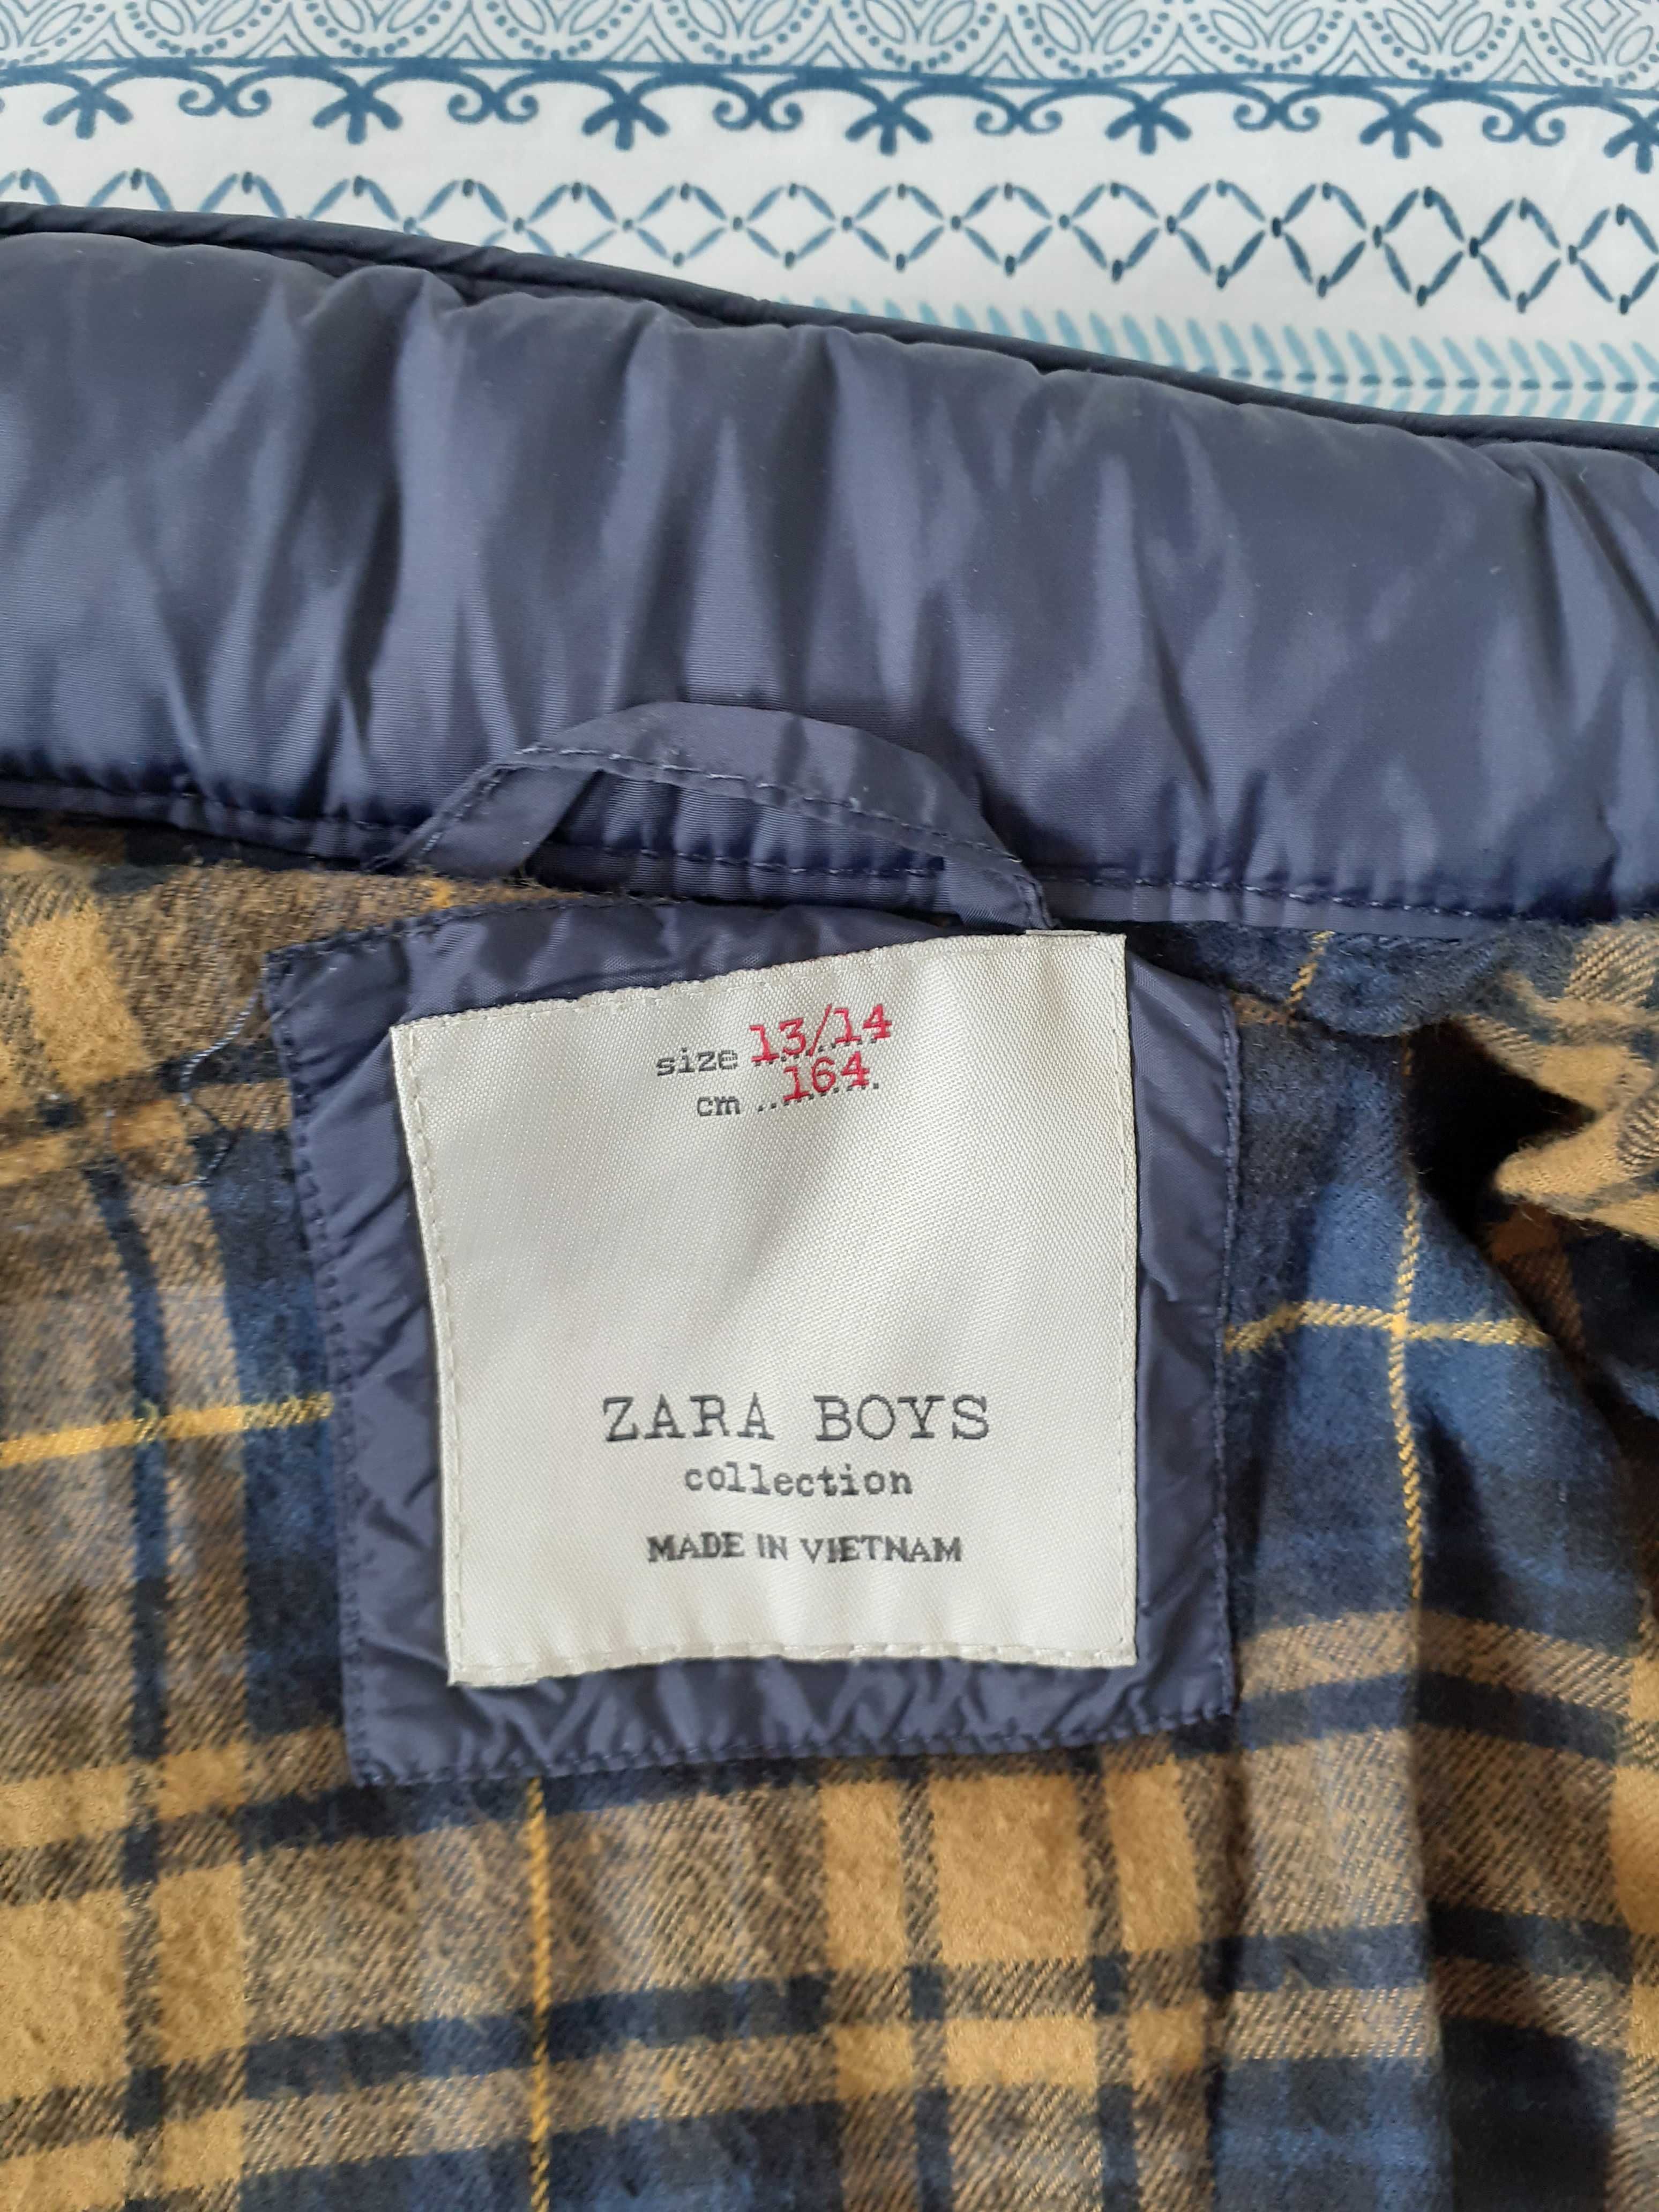 size 13/14
cm 164
ZARA BOYS
collection
MADE IN VIETNAM